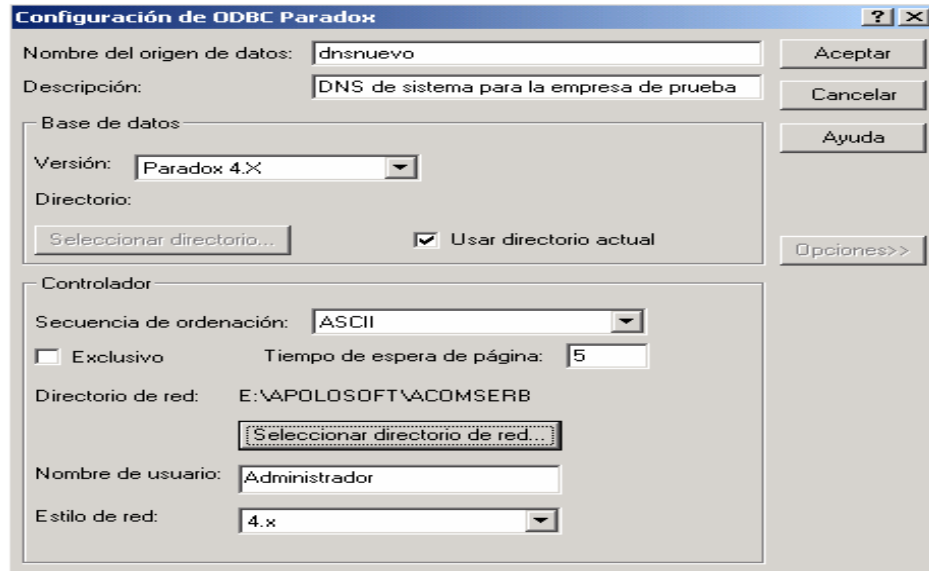 Configuración de ODBC Paradox
Nombre del origen de datos: dnsnuevo
Aceptar
Descripción: DNS de sistema para la empresa de prueba
Cancelar
Base de datos
Ayuda
Versión: Paradox 4.X
Directorio:
Seleccionar directorio...
Usar directorio actual
Opciones>>
Controlador
Secuencia de ordenación: ASCII
Exclusivo
Tiempo de espera de página: 5
Directorio de red: E:\APOLOSOFT\ACOMSERB
Seleccionar directorio de red...
Nombre de usuario: Administrador
Estilo de red: 4.x